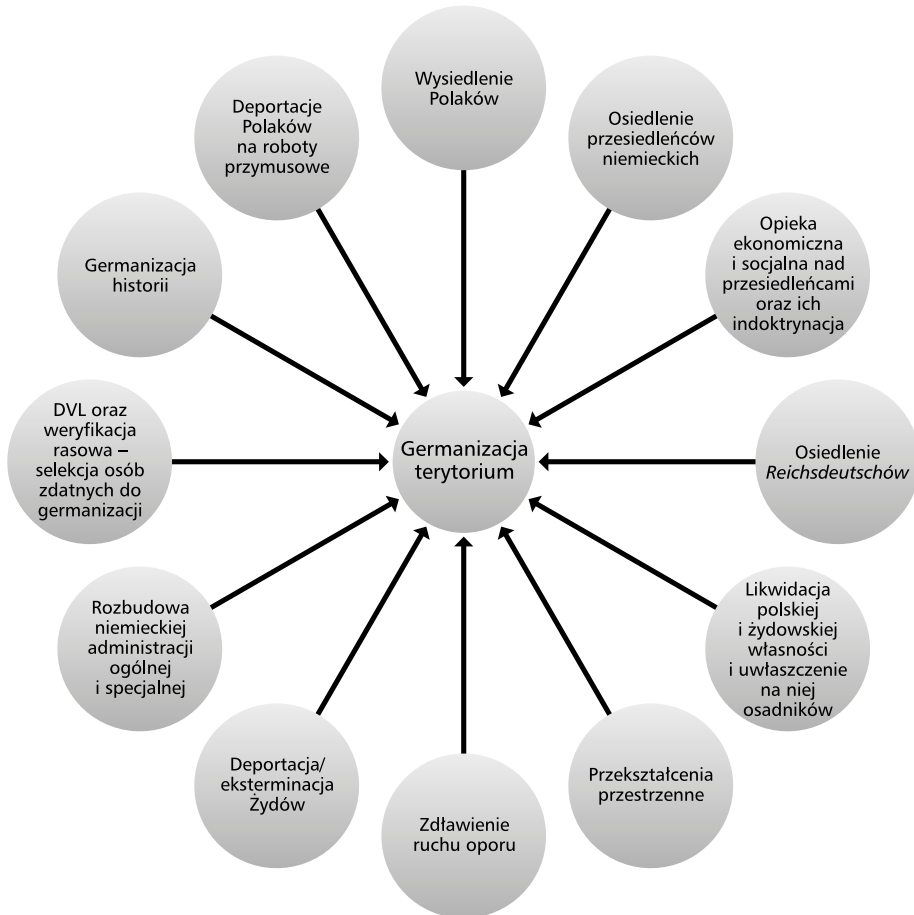 Wysiedlenie
Polaków
Osiedlenie
przesiedleńców
niemieckich
Opieka
ekonomiczna
i socjalna nad
przesiedleńcami
oraz ich
indoktrynacja
Osiedlenie
Reichsdeutschów
Likwidacja
polskiej
i żydowskiej
własności
i uwłaszczenie
na niej
osadników
Przekształcenia
przestrzenne
Zdławienie
ruchu oporu
Deportacja/
eksterminacja
Żydów
Rozbudowa
niemieckiej
administracji
ogólnej
i specjalnej
DVL oraz
weryfikacja
rasowa –
selekcja osób
zdatnych do
germanizacji
Germanizacja
historii
Deportacje
Polaków
na roboty
przymusowe
Germanizacja
terytorium